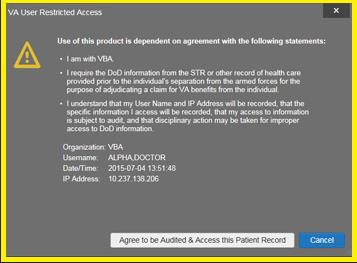 VA User Restricted Access
Use of this product is dependent on agreement with the following statements:
• I am with VBA.
• I require the DoD information from the STR or other record of health care
provided prior to the individual's separation from the armed forces for the
purpose of adjudicating a claim for VA benefits from the individual.
• I understand that my User Name and IP Address will be recorded, that the
specific information I access will be recorded, that my access to information
is subject to audit, and that disciplinary action may be taken for improper
access to DoD information.
Organization: VBA
Username: ALPHA,DOCTOR
Date/Time: 2015-07-04 13:51:48
IP Address: 10.237.138.206
Agree to be Audited & Access this Patient Record
Cancel